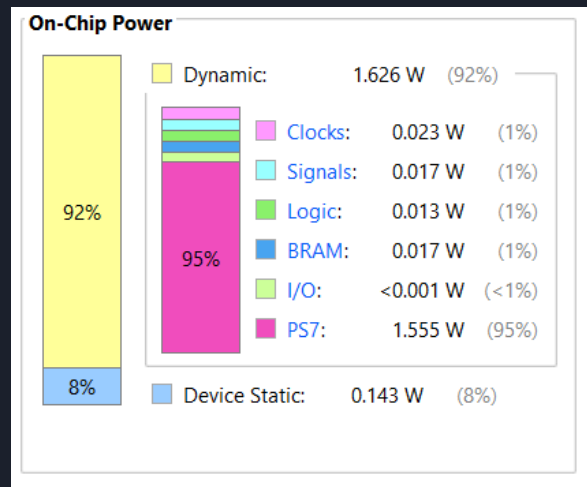 On-Chip Power
Dynamic: 1.626 W (92%)
Clocks: 0.023 W (1%)
Signals: 0.017 W (1%)
92%
Logic: 0.013 W (1%)
95%
BRAM: 0.017 W (1%)
I/O: <0.001 W (<1%)
PS7: 1.555 W (95%)
8%
Device Static: 0.143 W (8%)